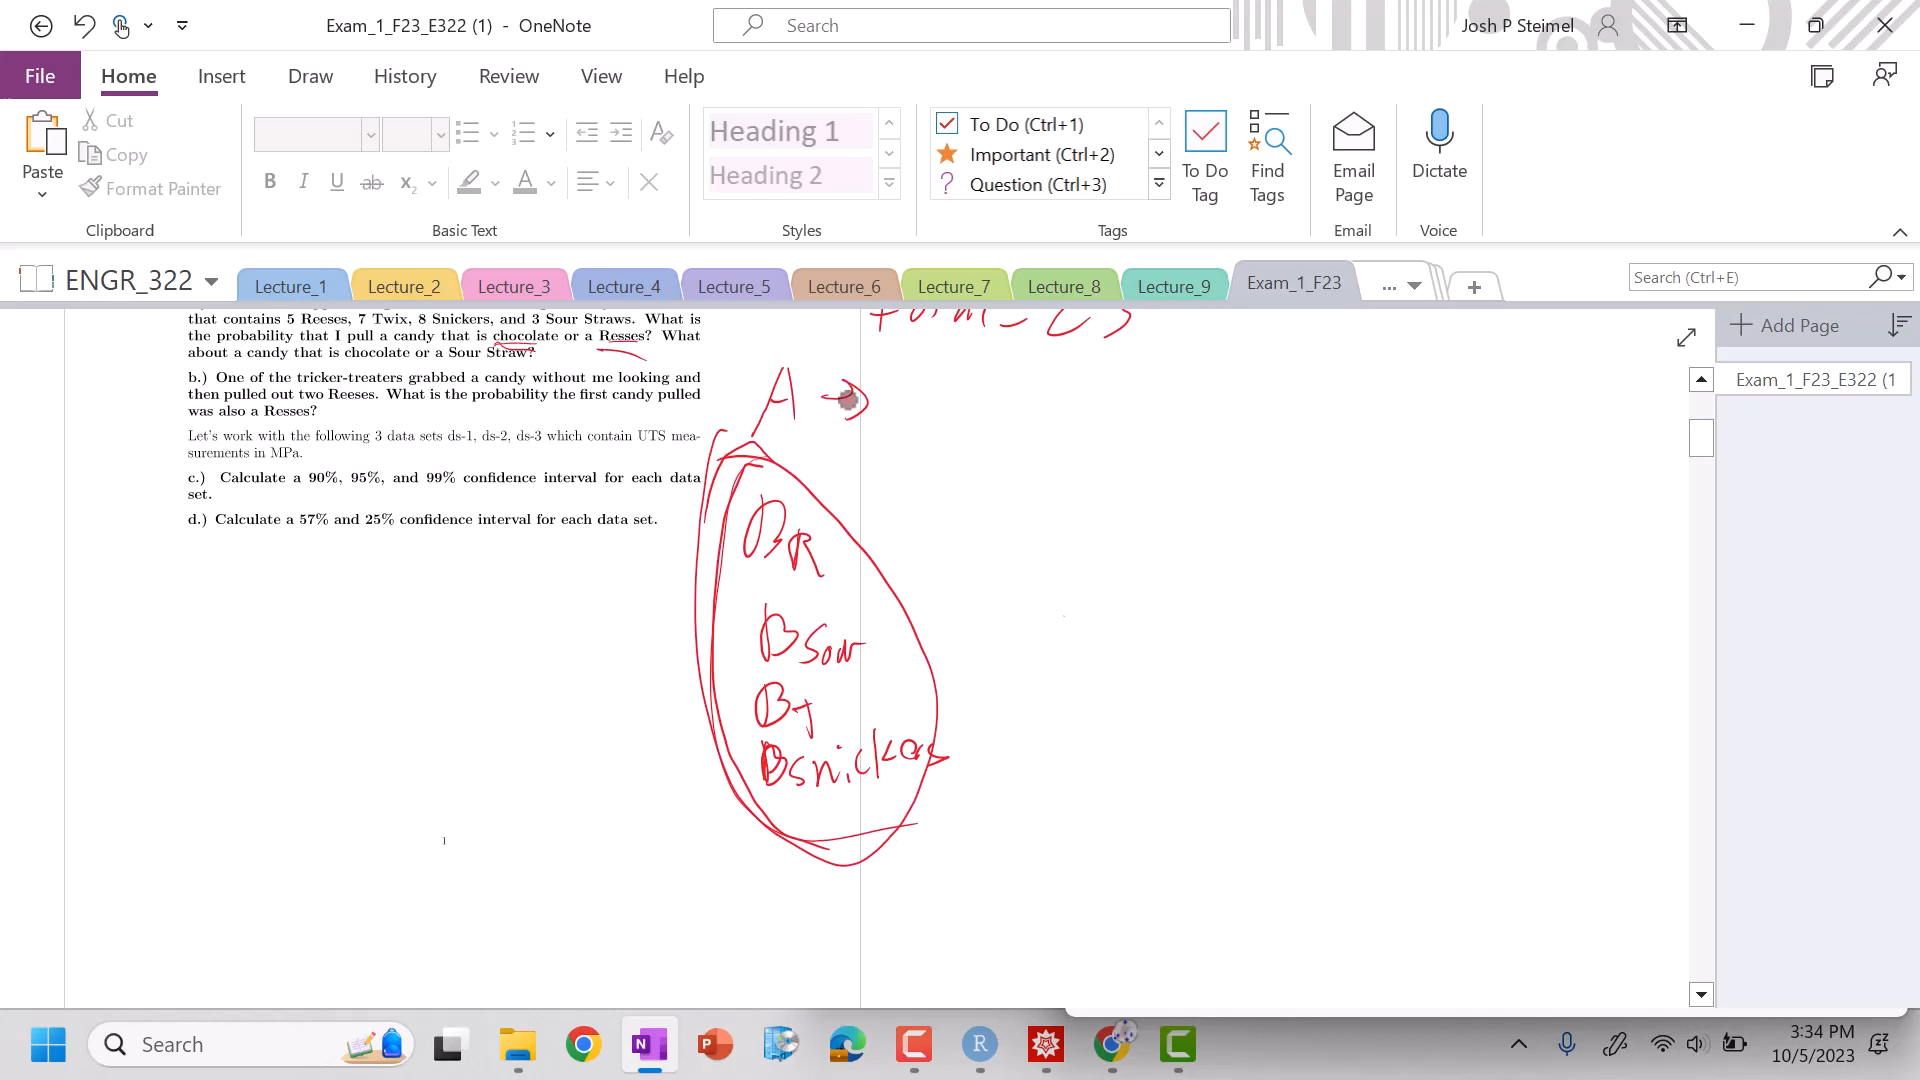 Exam_1_F23_E322 (1) - OneNote
Search
Josh P Steimel
File
Home
Insert
Draw
History
Review
View
Help
Paste
Cut
Copy
Format Painter
Clipboard
B I U ab x₂ A
Basic Text
Heading 1
Heading 2
Styles
To Do (Ctrl+1)
Important (Ctrl+2)
Question (Ctrl+3)
To Do
Tag
Find
Tags
Tags
Email
Page
Email
Dictate
Voice
ENGR_322
Lecture_1
Lecture_2
Lecture_3
Lecture_4
Lecture_5
Lecture_6
Lecture_7
Lecture_8
Lecture_9
Exam_1_F23
...
Search (Ctrl+E)
Add Page
Exam_1_F23_E322 (1
that contains 5 Reeses, 7 Twix, 8 Snickers, and 3 Sour Straws. What is
the probability that I pull a candy that is chocolate or a Resses? What
about a candy that is chocolate or a Sour Straw?
b.) One of the tricker-treaters grabbed a candy without me looking and
then pulled out two Reeses. What is the probability the first candy pulled
was also a Resses?
Let's work with the following 3 data sets ds-1, ds-2, ds-3 which contain UTS mea-
surements in MPa.
c.) Calculate a 90%, 95%, and 99% confidence interval for each data
set.
d.) Calculate a 57% and 25% confidence interval for each data set.
1
A →
B R
B Sour
B T
B Snickers
Search
3:34 PM
10/5/2023